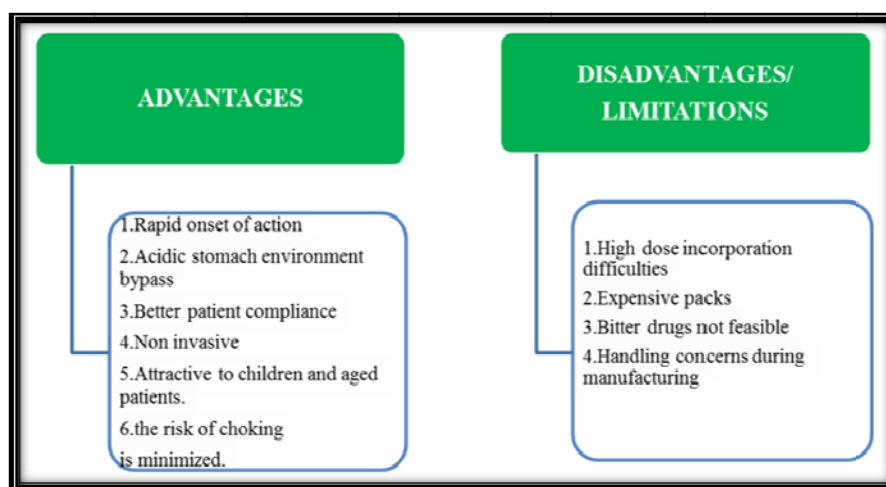 ADVANTAGES
1.Rapid onset of action
2.Acidic stomach environment
bypass
3.Better patient compliance
4.Non invasive
5.Attractive to children and aged
patients.
6.the risk of choking
is minimized.
DISADVANTAGES/
LIMITATIONS
1.High dose incorporation
difficulties
2.Expensive packs
3.Bitter drugs not feasible
4.Handling concerns during
manufacturing